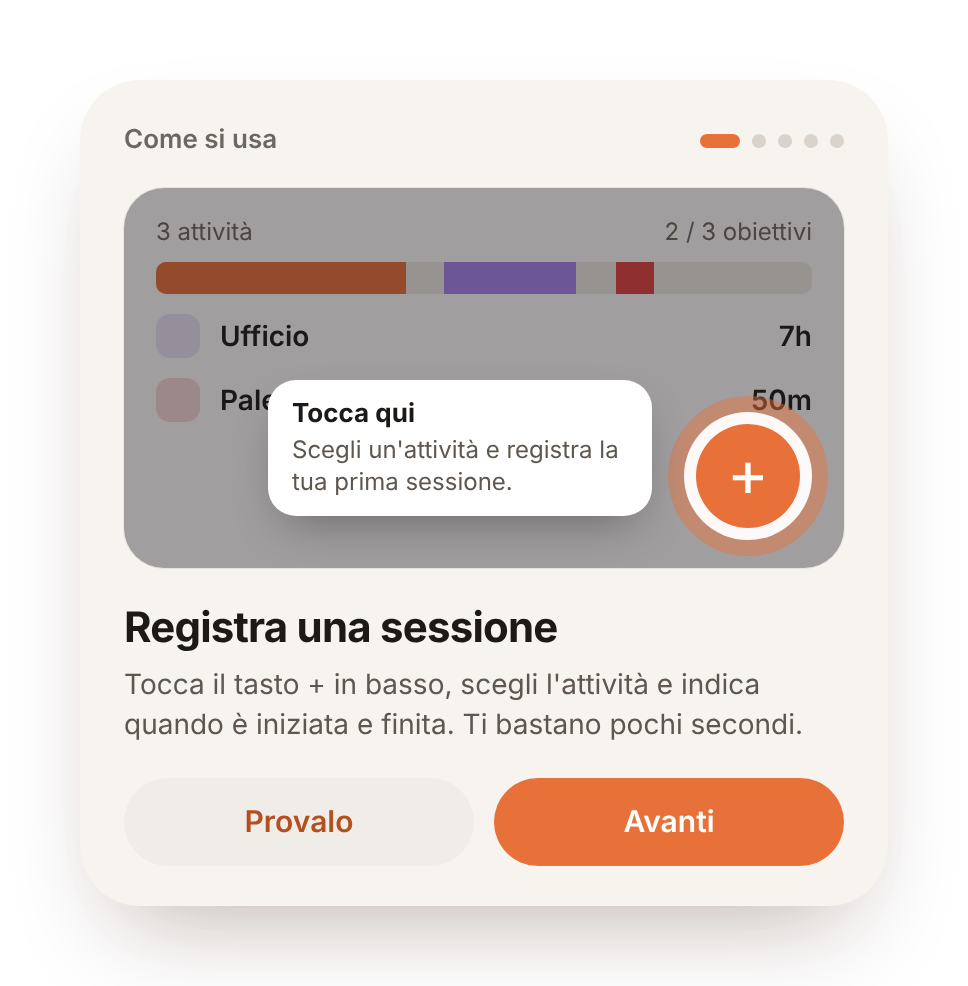 Come si usa
3 attività
2 / 3 obiettivi
Ufficio
7h
50m
Tocca qui
Scegli un'attività e registra la
tua prima sessione.
+
Registra una sessione
Tocca il tasto + in basso, scegli l'attività e indica
quando è iniziata e finita. Ti bastano pochi secondi.
Provalo
Avanti